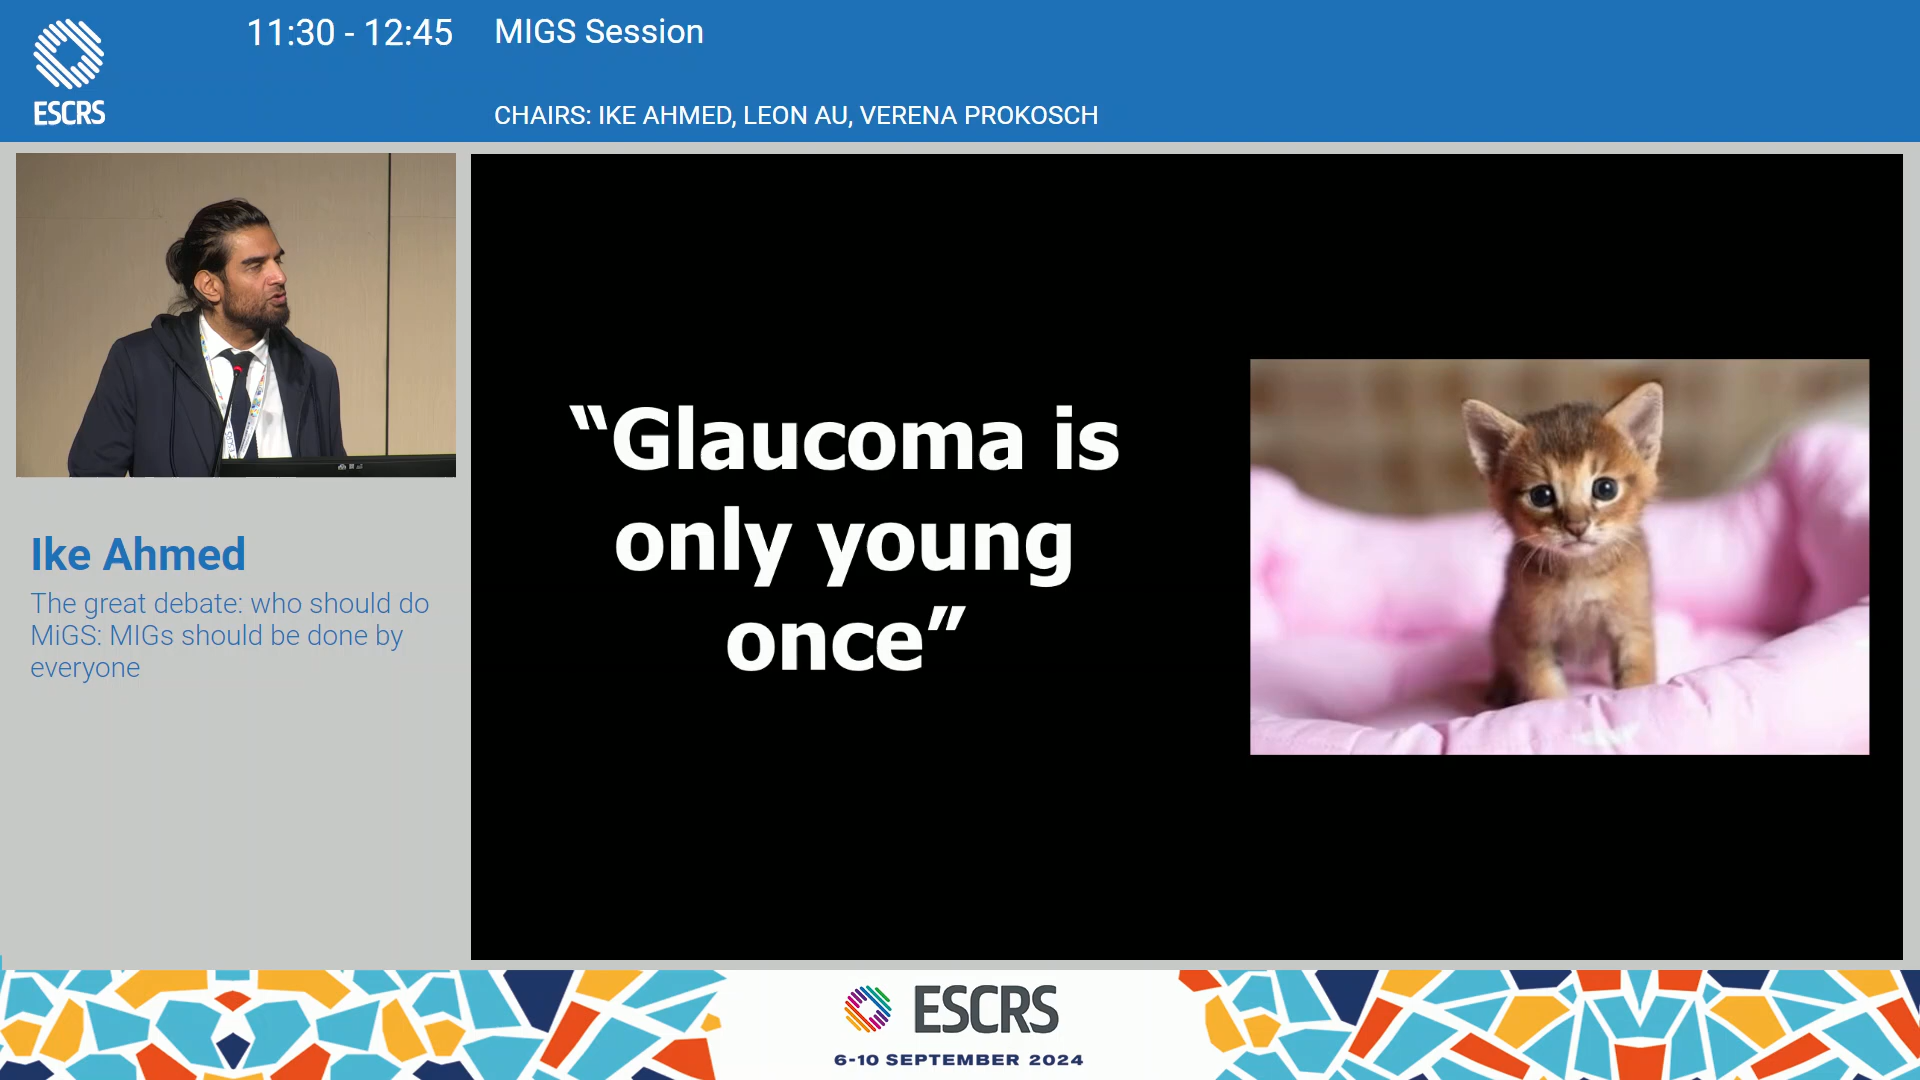 ESCRS
11:30 - 12:45
MIGS Session
CHAIRS: IKE AHMED, LEON AU, VERENA PROKOSCH
Ike Ahmed
The great debate: who should do
MiGS: MIGs should be done by
everyone
“Glaucoma is
only young
once”
ESCRS
6-10 SEPTEMBER 2024